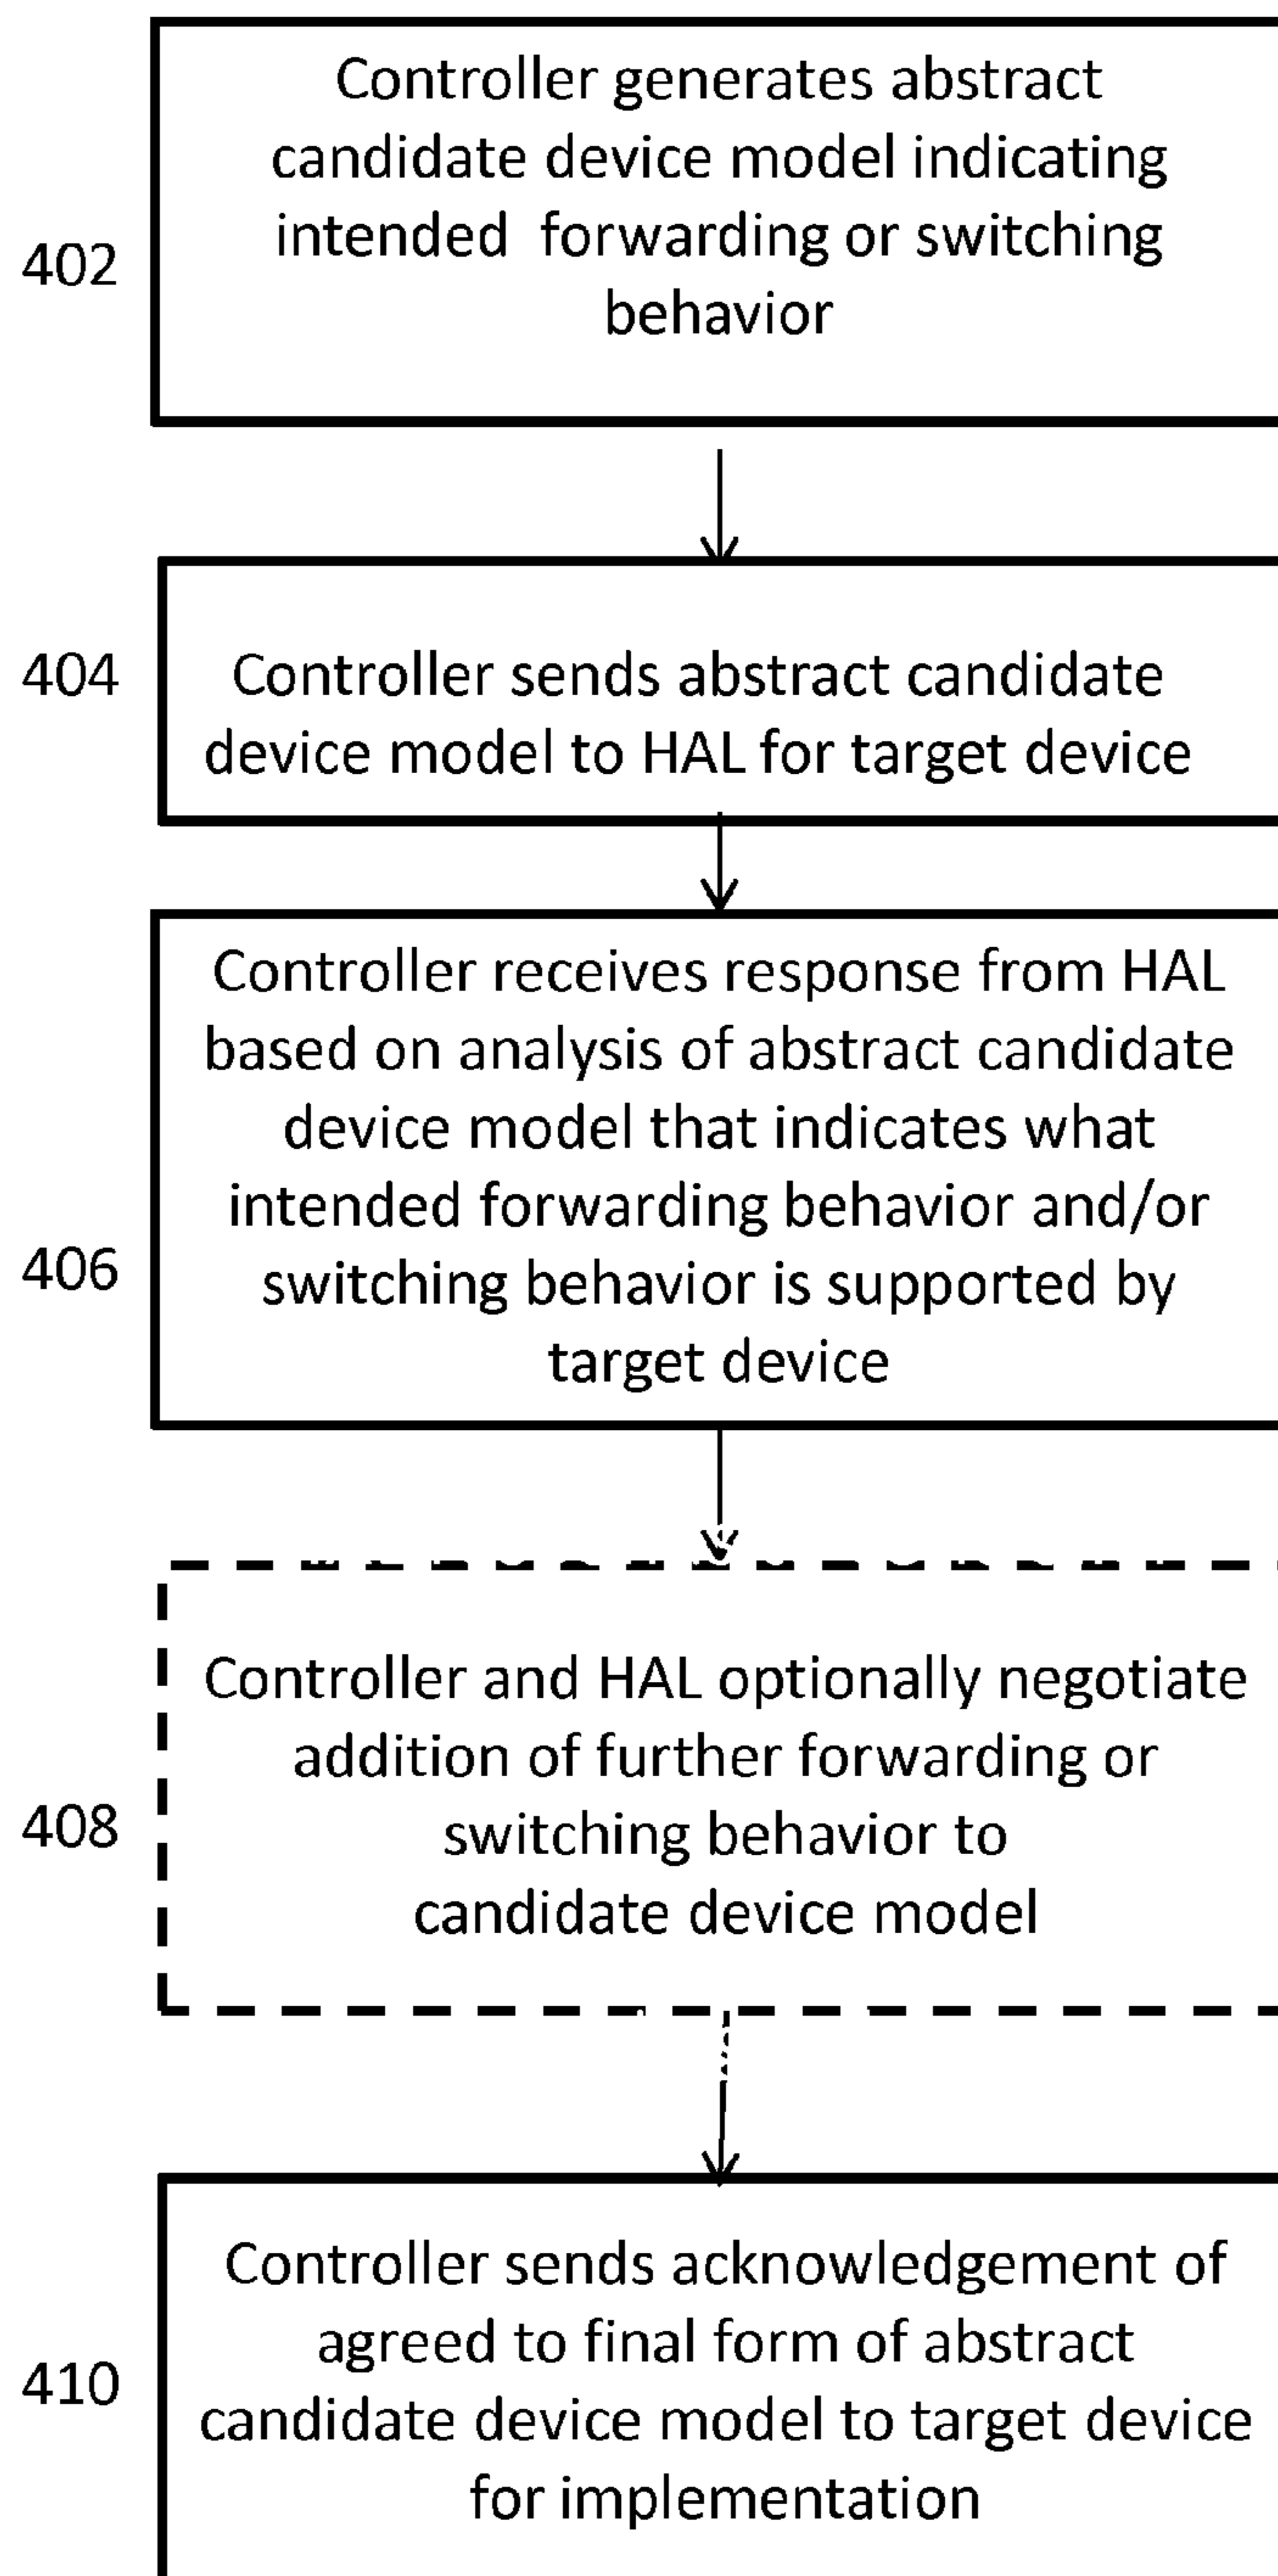 Controller generates abstract
candidate device model indicating
intended forwarding or switching
behavior
402
404
Controller sends abstract candidate
device model to HAL for target device
Controller receives response from HAL
based on analysis of abstract candidate
device model that indicates what
intended forwarding behavior and/or
switching behavior is supported by
target device
406
Controller and HAL optionally negotiate
addition of further forwarding or
switching behavior to
candidate device model
408
Controller sends acknowledgement of
agreed to final form of abstract
candidate device model to target device
for implementation
410